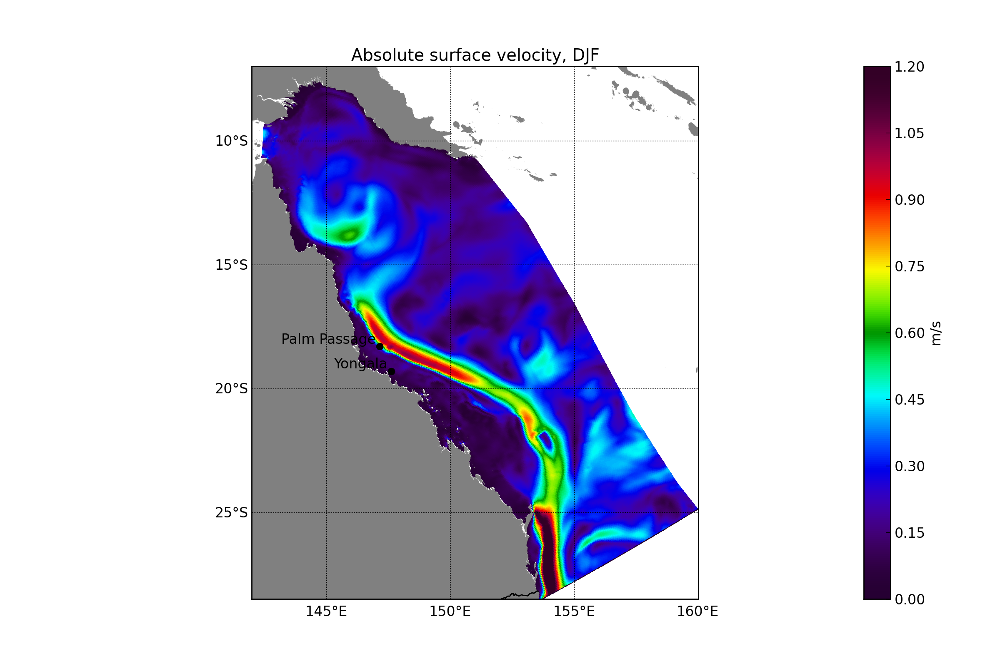 Absolute surface velocity, DJF
10°S
15°S
20°S
25°S
Palm Passage
Yongala
145°E
150°E
155°E
160°E
1.20
1.05
0.90
0.75
0.60
0.45
0.30
0.15
0.00
m/s